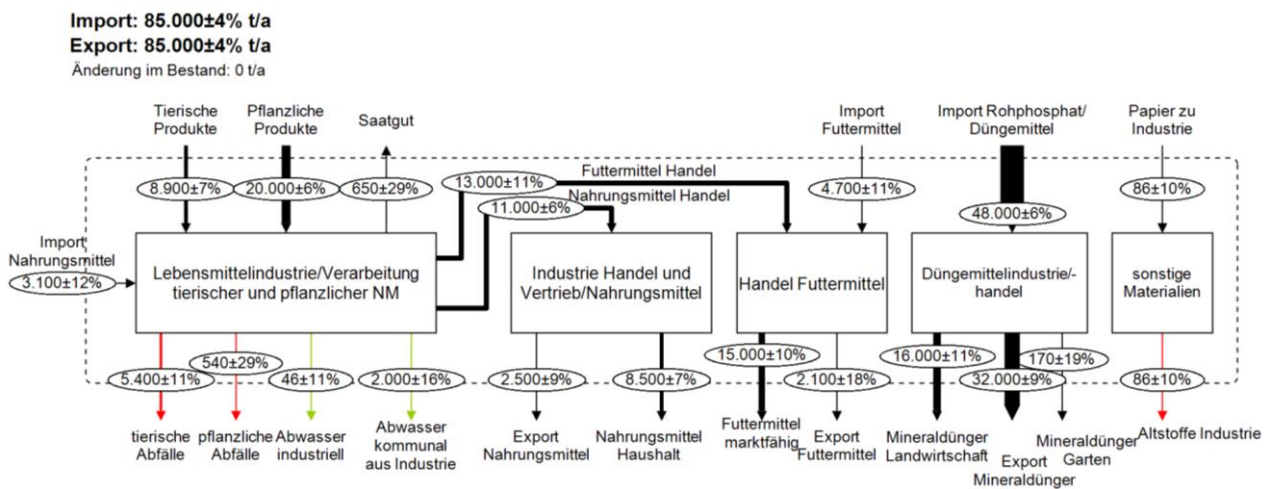 Import: 85.000±4% t/a
Export: 85.000±4% t/a
Änderung im Bestand: 0 t/a
Tierische
Produkte
Pflanzliche
Produkte
Saatgut
Import
Futtermittel
Import Rohphosphat/
Düngemittel
Papier zu
Industrie
Futtermittel Handel
8.900±7%
20.000±6%
650±29%
13.000±11%
4.700±11%
86±10%
Nahrungsmittel Handel
11.000±6%
48.000±6%
Import
Nahrungsmittel
3.100±12%
Lebensmittelindustrie/Verarbeitung
tierischer und pflanzlicher NM
Industrie Handel und
Vertrieb/Nahrungsmittel
Handel Futtermittel
Düngemittelindustrie/-
handel
sonstige
Materialien
5.400±11%
540±29%
46±11%
2.000±16%
2.500±9%
8.500±7%
15.000±10%
2.100±18%
16.000±11%
32.000±9%
170±19%
86±10%
tierische
Abfälle
pflanzliche
Abfälle
Abwasser
industriell
Abwasser
kommunal
aus Industrie
Export
Nahrungsmittel
Nahrungsmittel
Haushalt
Futtermittel
marktfähig
Export
Futtermittel
Mineraldünger
Landwirtschaft
Export
Mineraldünger
Mineraldünger
Garten
Altstoffe Industrie